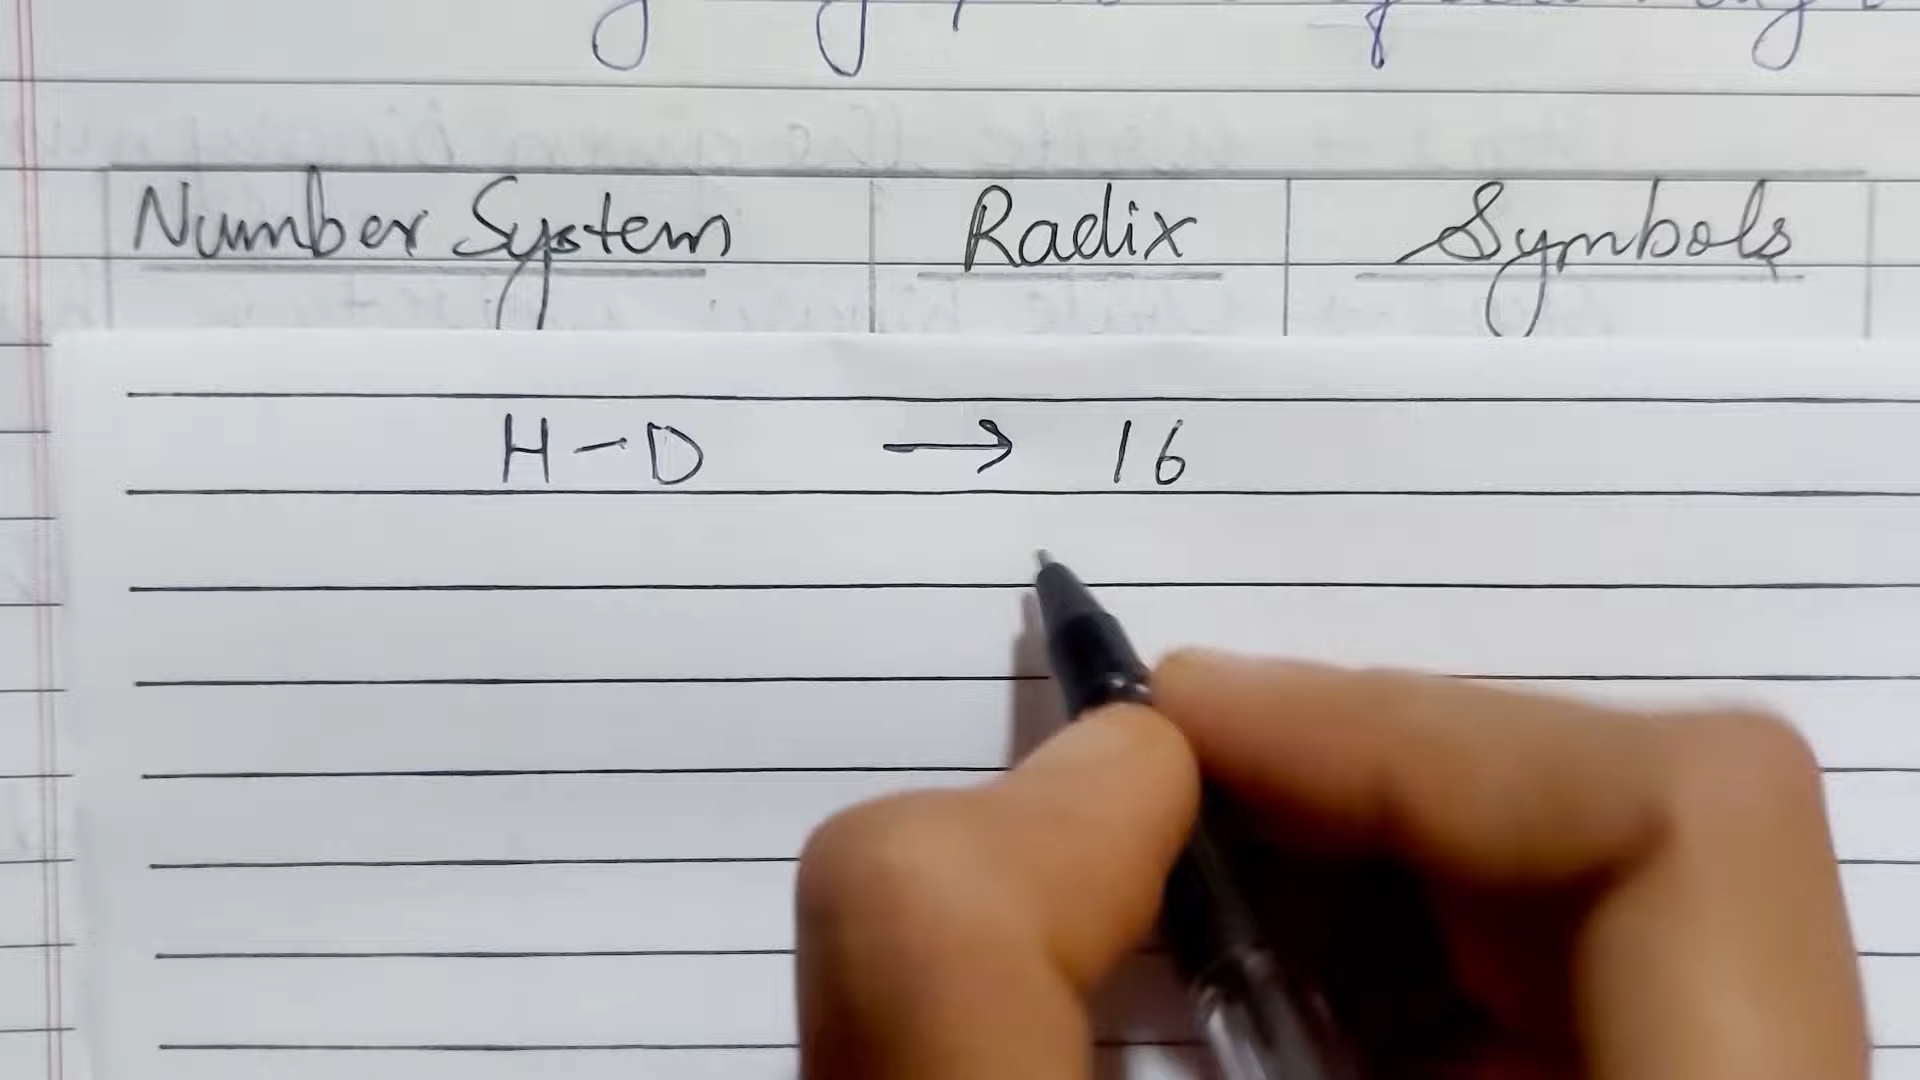 Number System Radix Symbols
H-D → 16